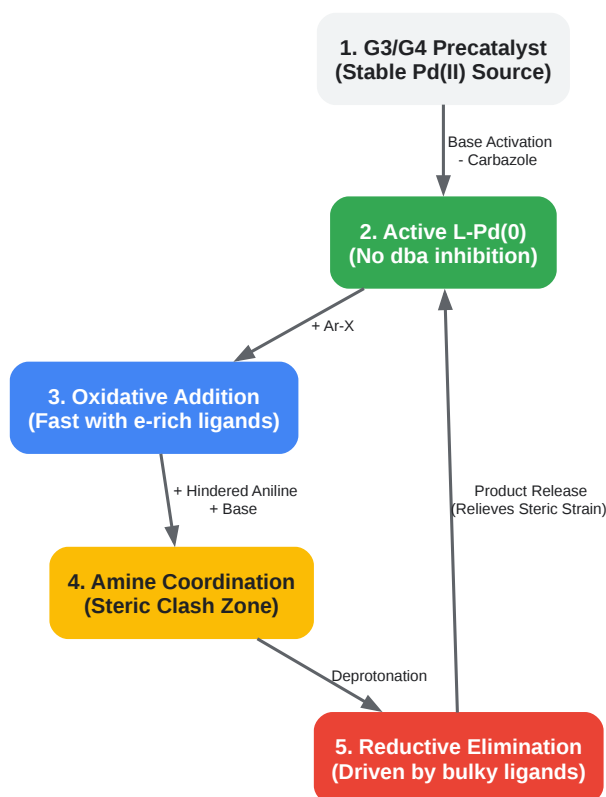 1. G3/G4 Precatalyst
(Stable Pd(II) Source)
Base Activation
- Carbazole
2. Active L-Pd(0)
(No dba inhibition)
+ Ar-X
3. Oxidative Addition
(Fast with e-rich ligands)
+ Hindered Aniline
+ Base
Product Release
(Relieves Steric Strain)
4. Amine Coordination
(Steric Clash Zone)
Deprotonation
5. Reductive Elimination
(Driven by bulky ligands)